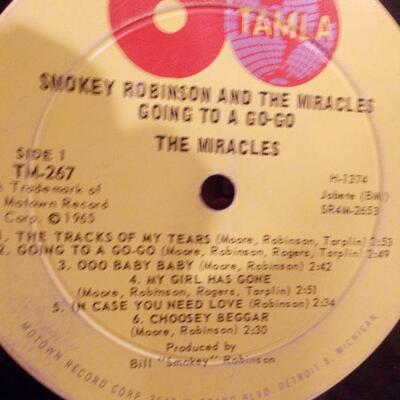 TAMLA
SMOKEY ROBINSON AND THE MIRACLES
GOING TO A GO-GO
THE MIRACLES
SIDE 1
TM-267
Trademark of
Motown Record
Corp. ©1965
H-1374
Jobete (BMI)
SR4M-2653
1. THE TRACKS OF MY TEARS (Moore, Robinson, Tarplin) 2:53
2. GOING TO A GO-GO (Moore, Robinson, Rogers, Tarplin) 2:49
3. OOO BABY BABY (Moore, Robinson) 2:42
4. MY GIRL HAS GONE
(Moore, Robinson, Rogers, Tarplin) 2:51
5. IN CASE YOU NEED LOVE (Robinson) 2:34
6. CHOOSEY BEGGAR
(Moore, Robinson) 2:30
Produced by
Bill "Smokey" Robinson
MOTOWN RECORD CORP. BLVD. DETROIT 8, MICHIGAN